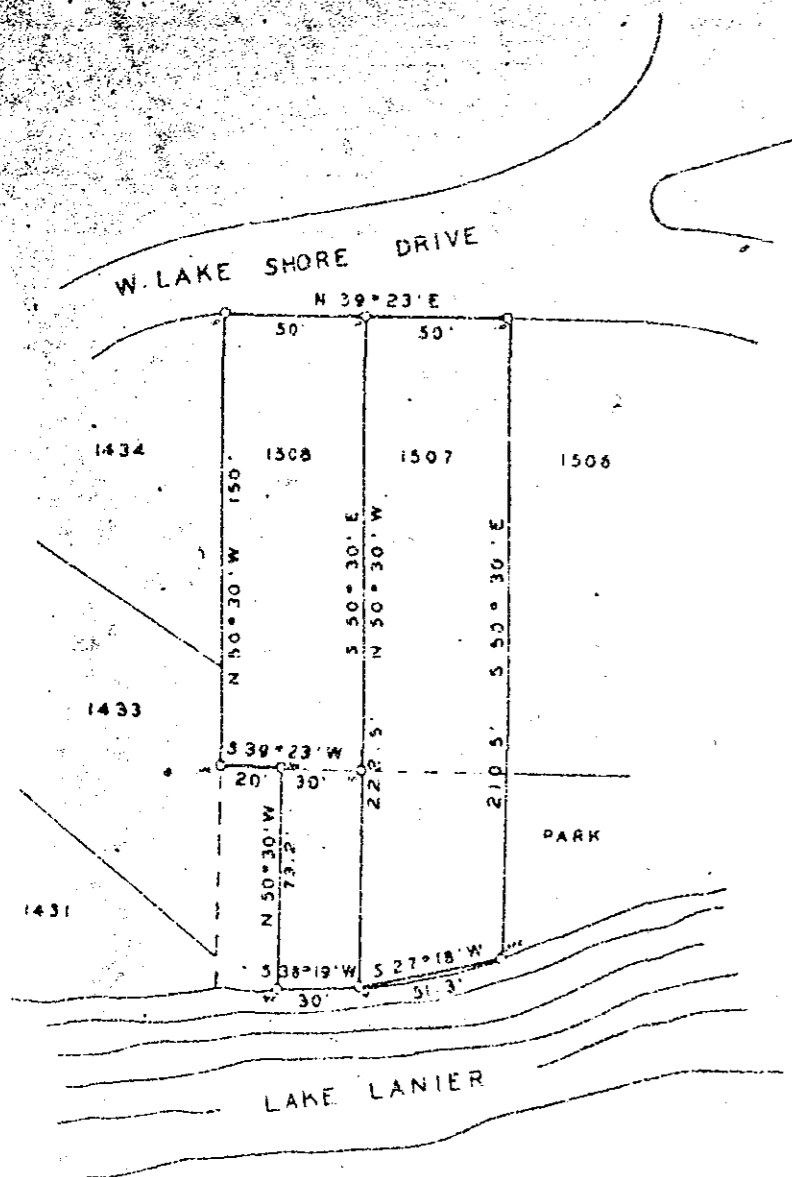 W. LAKE SHORE DRIVE
N 39° 23' E
50' 50'
1434 1508 1507 1506
N 50° 30' W 150'
S 50° 30' E
N 50° 30' W 222.5'
S 50° 30' E 210.5'
1433
S 39° 23' W
20' 30'
N 50° 30' W
73.2'
PARK
1431
S 38° 19' W
30'
S 27° 18' W
51.3'
LAKE LANIER